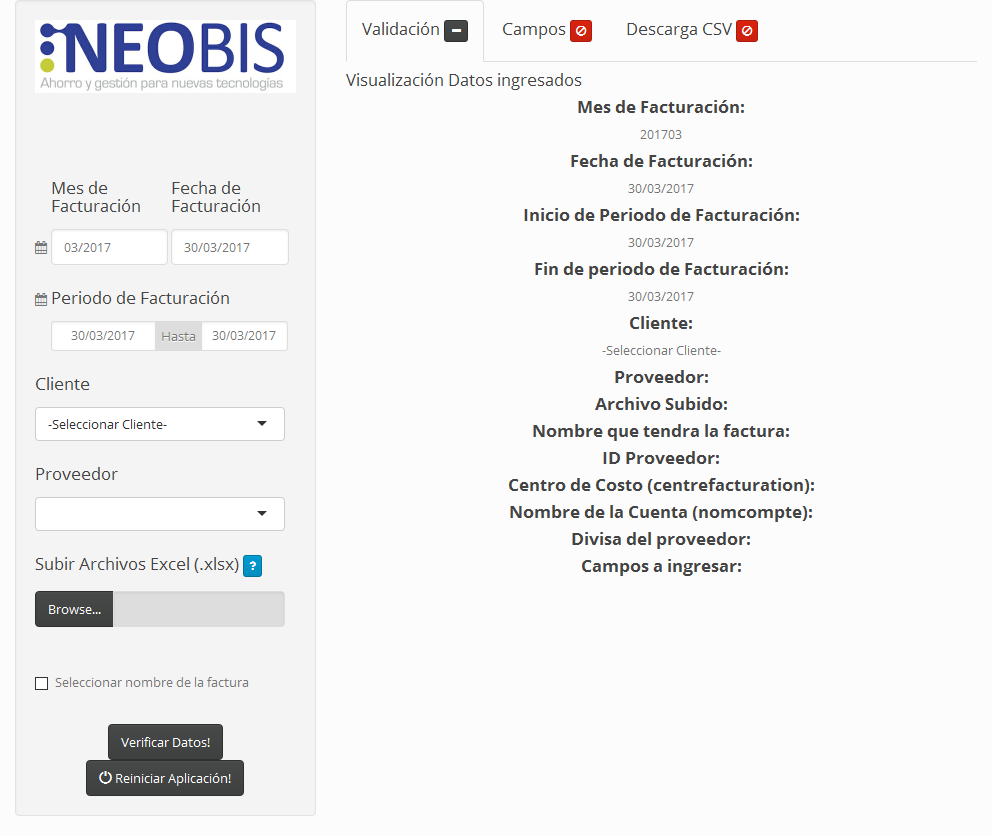 iNEOBIS
Ahorro y gestión para nuevas tecnologías
Mes de
Facturación
Fecha de
Facturación
03/2017
30/03/2017
Periodo de Facturación
30/03/2017 Hasta 30/03/2017
Cliente
-Seleccionar Cliente-
Proveedor
Subir Archivos Excel (.xlsx) ?
Browse...
Seleccionar nombre de la factura
Verificar Datos!
Reiniciar Aplicación!
Validación Campos Descarga CSV
Visualización Datos ingresados
Mes de Facturación:
201703
Fecha de Facturación:
30/03/2017
Inicio de Periodo de Facturación:
30/03/2017
Fin de periodo de Facturación:
30/03/2017
Cliente:
-Seleccionar Cliente-
Proveedor:
Archivo Subido:
Nombre que tendra la factura:
ID Proveedor:
Centro de Costo (centrefacturation):
Nombre de la Cuenta (nomcompte):
Divisa del proveedor:
Campos a ingresar: